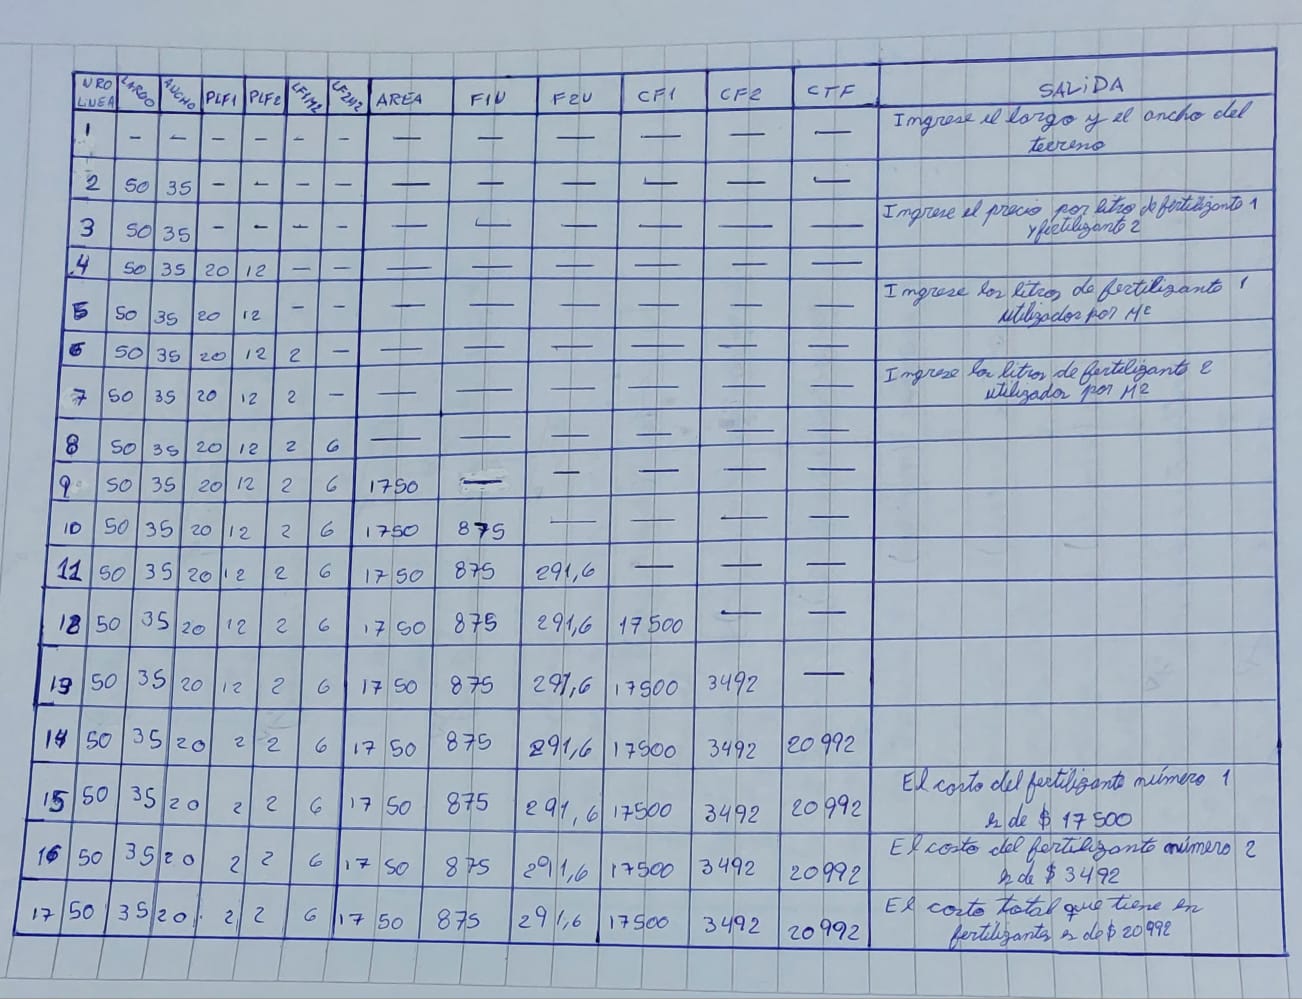 NRO LINEA LARGO ANCHO PLF1 PLF2 LF1M2 LF2M2 AREA F1U F2U CF1 CF2 CTF SALIDA
1 - - - - - - - - - - - - Ingrese el largo y el ancho del
terreno
2 50 35 - - - - - - - - - -
3 50 35 - - - - - - - - - - Ingrese el precio por litro de fertilizante 1
y fertilizante 2
4 50 35 20 12 - - - - - - - -
5 50 35 20 12 - - - - - - - - Ingrese los litros de fertilizante 1
utilizados por M2
6 50 35 20 12 2 - - - - - - -
7 50 35 20 12 2 - - - - - - - Ingrese los litros de fertilizante 2
utilizados por M2
8 50 35 20 12 2 6 - - - - - -
9 50 35 20 12 2 6 1750 - - - - -
10 50 35 20 12 2 6 1750 875 - - - -
11 50 35 20 12 2 6 1750 875 291,6 - - -
12 50 35 20 12 2 6 1750 875 291,6 17500 - -
13 50 35 20 12 2 6 1750 875 291,6 17500 3492 -
14 50 35 20 2 2 6 1750 875 291,6 17500 3492 20992
15 50 35 20 2 2 6 1750 875 291,6 17500 3492 20992 El costo del fertilizante número 1
es de $ 17500
16 50 35 20 2 2 6 1750 875 291,6 17500 3492 20992 El costo del fertilizante número 2
es de $ 3492
17 50 35 20 2 2 6 1750 875 291,6 17500 3492 20992 El costo total que tiene en
fertilizantes es de $ 20992